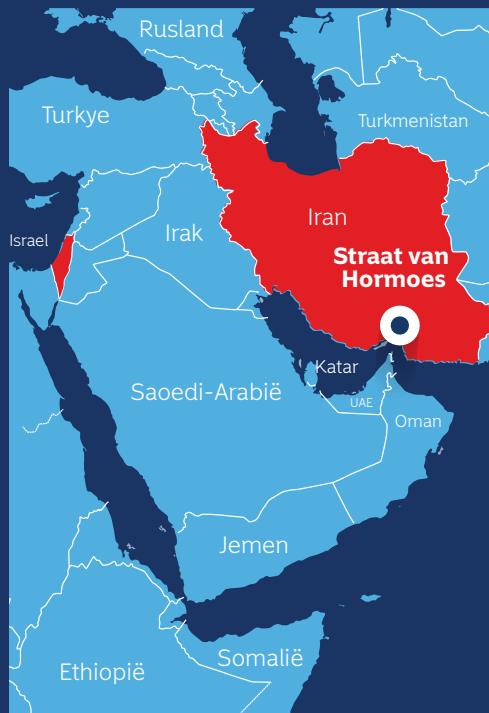 Rusland
Turkye
Turkmenistan
Israel
Irak
Iran
Straat van
Hormoes
Katar
Saoedi-Arabië
UAE
Oman
Jemen
Ethiopië
Somalië